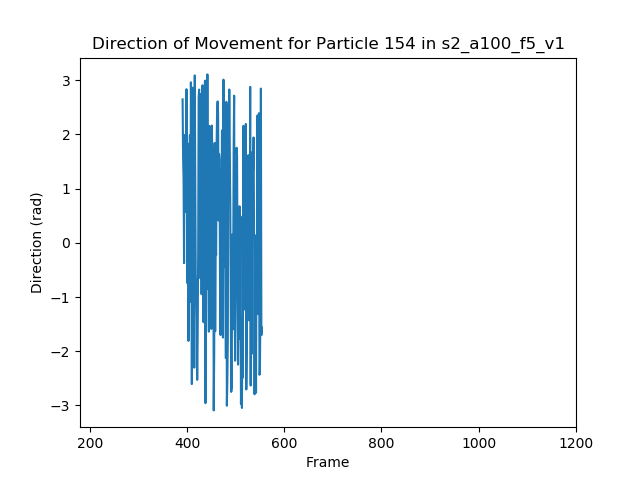 Direction of Movement for Particle 154 in s2_a100_f5_v1
3
2
1
0
−1
−2
−3
Direction (rad)
200 400 600 800 1000 1200
Frame